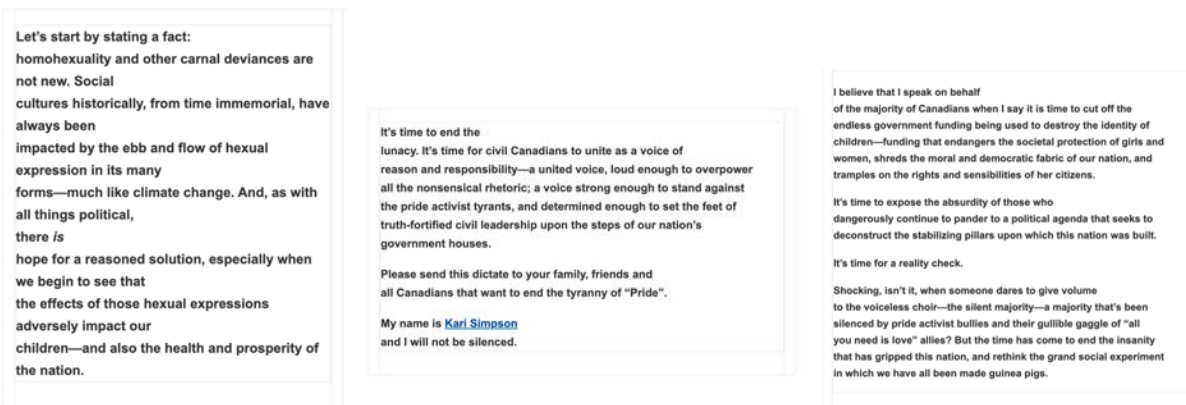 Let's start by stating a fact:
homohexuality and other carnal deviances are
not new. Social
cultures historically, from time immemorial, have
always been
impacted by the ebb and flow of hexual
expression in its many
forms—much like climate change. And, as with
all things political,
there is
hope for a reasoned solution, especially when
we begin to see that
the effects of those hexual expressions
adversely impact our
children—and also the health and prosperity of
the nation.
It's time to end the
lunacy. It's time for civil Canadians to unite as a voice of
reason and responsibility—a united voice, loud enough to overpower
all the nonsensical rhetoric; a voice strong enough to stand against
the pride activist tyrants, and determined enough to set the feet of
truth-fortified civil leadership upon the steps of our nation's
government houses.
Please send this dictate to your family, friends and
all Canadians that want to end the tyranny of "Pride".
My name is Kari Simpson
and I will not be silenced.
I believe that I speak on behalf
of the majority of Canadians when I say it is time to cut off the
endless government funding being used to destroy the identity of
children—funding that endangers the societal protection of girls and
women, shreds the moral and democratic fabric of our nation, and
tramples on the rights and sensibilities of her citizens.
It's time to expose the absurdity of those who
dangerously continue to pander to a political agenda that seeks to
deconstruct the stabilizing pillars upon which this nation was built.
It's time for a reality check.
Shocking, isn't it, when someone dares to give volume
to the voiceless choir—the silent majority—a majority that's been
silenced by pride activist bullies and their gullible gaggle of "all
you need is love" allies? But the time has come to end the insanity
that has gripped this nation, and rethink the grand social experiment
in which we have all been made guinea pigs.